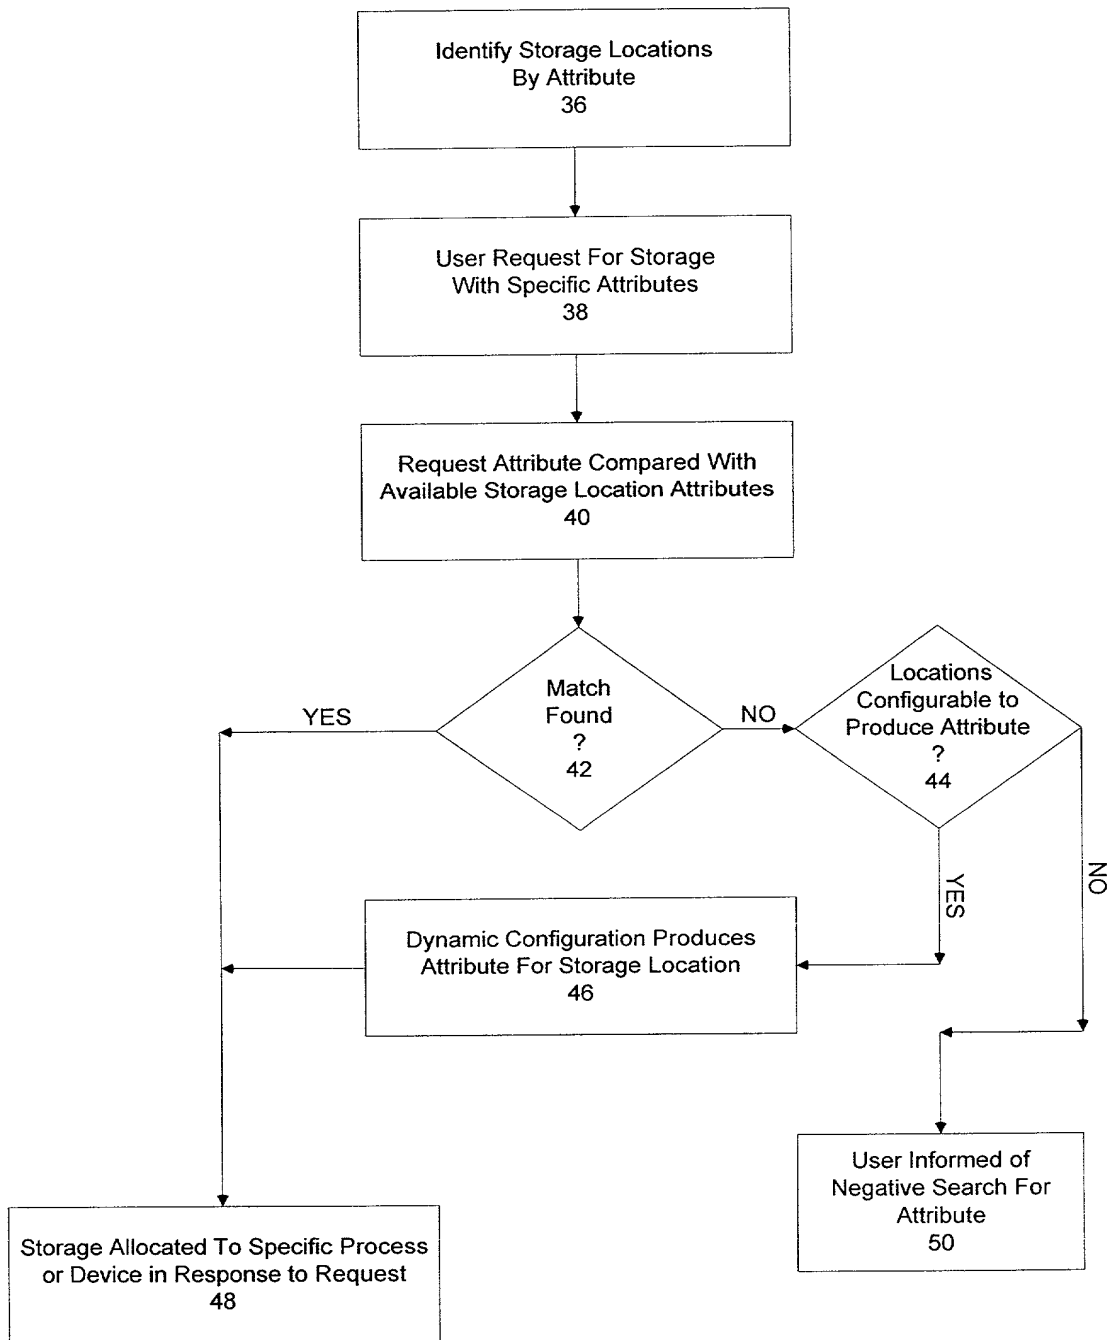 Identify Storage Locations
By Attribute
36
User Request For Storage
With Specific Attributes
38
Request Attribute Compared With
Available Storage Location Attributes
40
Match
Found
?
42
YES
NO
Locations
Configurable to
Produce Attribute
?
44
YES
NO
Dynamic Configuration Produces
Attribute For Storage Location
46
User Informed of
Negative Search For
Attribute
50
Storage Allocated To Specific Process
or Device in Response to Request
48